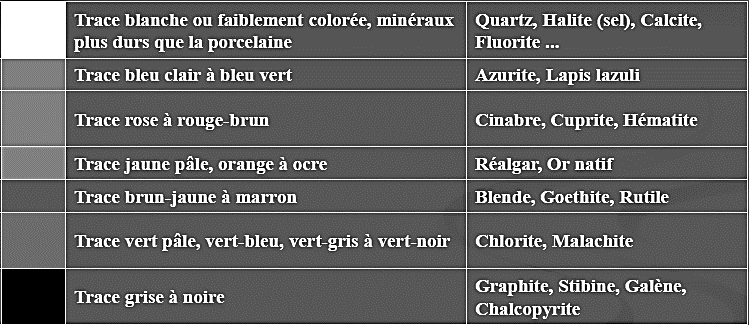 Trace blanche ou faiblement colorée, minéraux
plus durs que la porcelaine
Quartz, Halite (sel), Calcite,
Fluorite ...
Trace bleu clair à bleu vert
Azurite, Lapis lazuli
Trace rose à rouge-brun
Cinabre, Cuprite, Hématite
Trace jaune pâle, orange à ocre
Réalgar, Or natif
Trace brun-jaune à marron
Blende, Goethite, Rutile
Trace vert pâle, vert-bleu, vert-gris à vert-noir
Chlorite, Malachite
Trace grise à noire
Graphite, Stibine, Galène,
Chalcopyrite